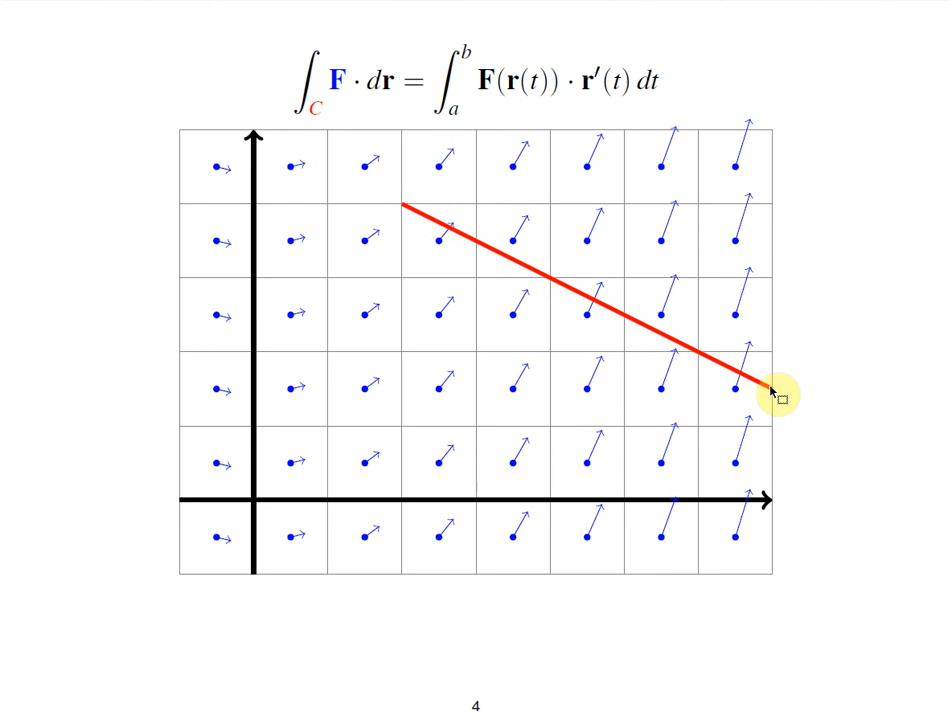 ∫_C F · dr = ∫_a^b F(r(t)) · r′(t) dt
4